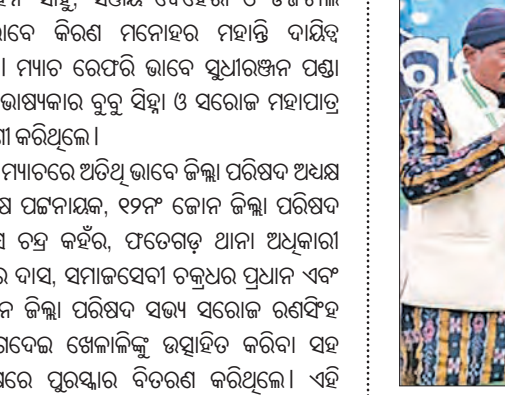 ସାହୁ, ସଞ୍ଜୟ ବେହେରା ଓ
କିରଣ ମନୋହର ମହାନ୍ତି ଦାୟିତ୍ୱ
। ମ୍ୟାଚ ରେଫରି ଭାବେ ସୁଧୀରଞ୍ଜନ ପଣ୍ଡା
ଭାଷ୍ୟକାର ବୁବୁ ସିହ୍ନା ଓ ସରୋଜ ମହାପାତ୍ର
କରିଥିଲେ।
ମ୍ୟାଚରେ ଅତିଥି ଭାବେ ଜିଲ୍ଲା ପରିଷଦ ଅଧ୍ୟକ୍ଷ
ପଟ୍ଟନାୟକ, ୧୨ନଂ ଜୋନ ଜିଲ୍ଲା ପରିଷଦ
ଚନ୍ଦ୍ର କହଁର, ଫତେଗଡ଼ ଥାନା ଅଧିକାରୀ
ଦାସ, ସମାଜସେବୀ ଚକ୍ରଧର ପ୍ରଧାନ ଏବଂ
ଜିଲ୍ଲା ପରିଷଦ ସଭ୍ୟ ସରୋଜ ରଣସିଂହ
ଖେଳାଳିଙ୍କୁ ଉତ୍ସାହିତ କରିବା ସହ
ପୁରସ୍କାର ବିତରଣ କରିଥିଲେ। ଏହି